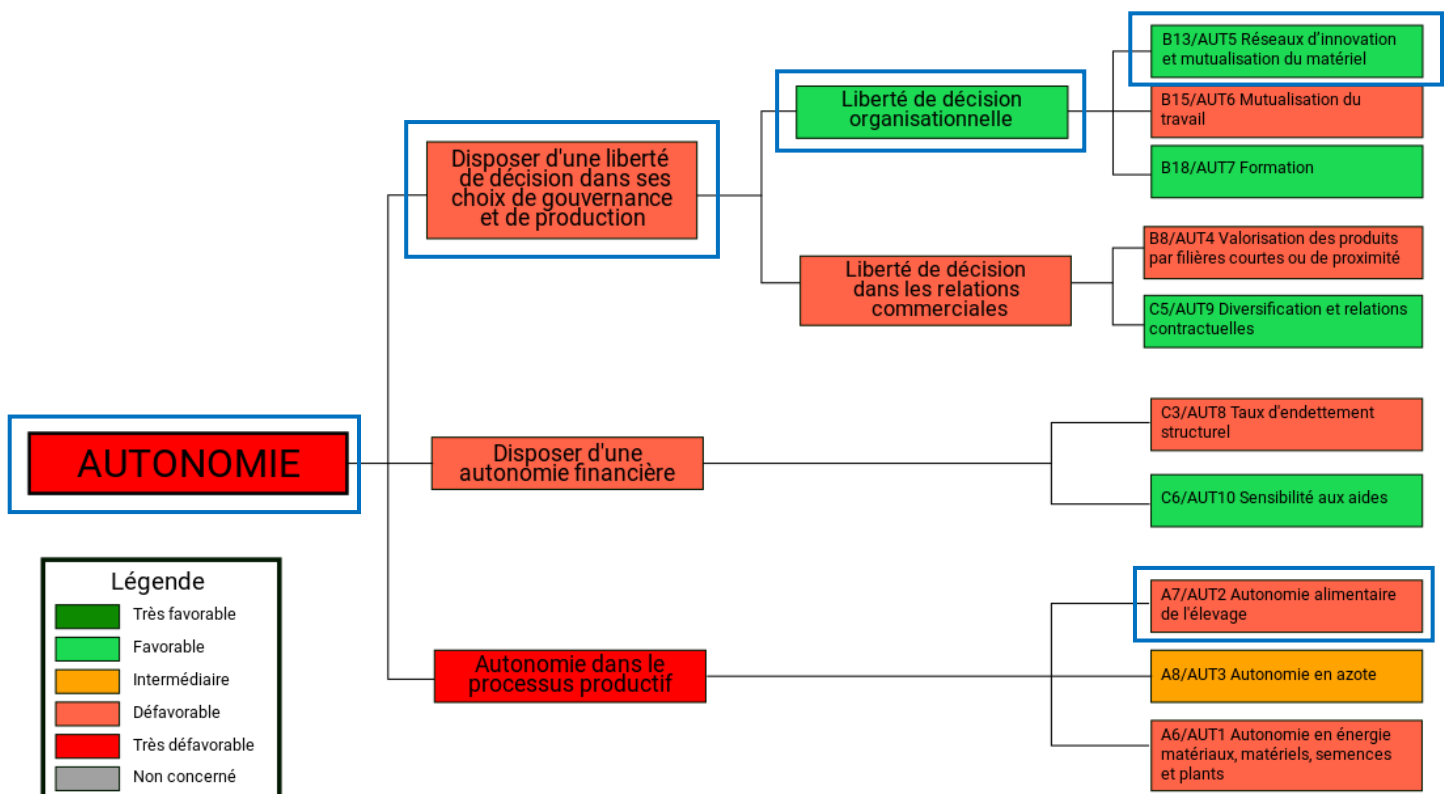 B13/AUT5 Réseaux d’innovation
et mutualisation du matériel
Liberté de décision
organisationnelle
B15/AUT6 Mutualisation du
travail
Disposer d'une liberté
de décision dans ses
choix de gouvernance
et de production
B18/AUT7 Formation
B8/AUT4 Valorisation des produits
par filières courtes ou de proximité
Liberté de décision
dans les relations
commerciales
C5/AUT9 Diversification et relations
contractuelles
C3/AUT8 Taux d'endettement
structurel
AUTONOMIE
Disposer d'une
autonomie financière
C6/AUT10 Sensibilité aux aides
A7/AUT2 Autonomie alimentaire
de l'élevage
Autonomie dans le
processus productif
A8/AUT3 Autonomie en azote
A6/AUT1 Autonomie en énergie
matériaux, matériels, semences
et plants
Légende
Très favorable
Favorable
Intermédiaire
Défavorable
Très défavorable
Non concerné